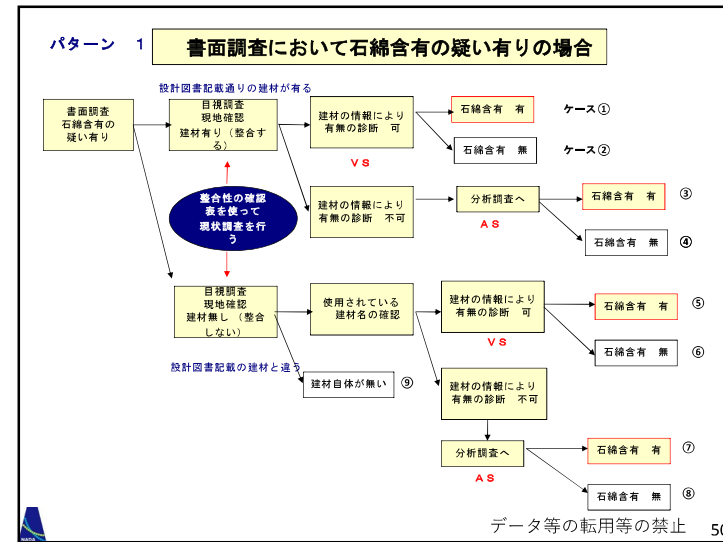 パターン　1
書面調査において石綿含有の疑い有りの場合
設計図書記載通りの建材が有る
書面調査
石綿含有の
疑い有り
目視調査
現地確認
建材有り（整合す
る）
建材の情報により
有無の診断　可
石綿含有　有
ケース①
石綿含有　無
ケース②
ＶＳ
整合性の確認
表を使って
現状調査を行
う
建材の情報により
有無の診断　不可
分析調査へ
ＡＳ
石綿含有　有
③
石綿含有　無
④
目視調査
現地確認
建材無し（整合
しない）
使用されている
建材名の確認
建材の情報により
有無の診断　可
ＶＳ
石綿含有　有
⑤
石綿含有　無
⑥
設計図書記載の建材と違う
建材自体が無い
⑨
建材の情報により
有無の診断　不可
分析調査へ
ＡＳ
石綿含有　有
⑦
石綿含有　無
⑧
データ等の転用等の禁止
50
NADA